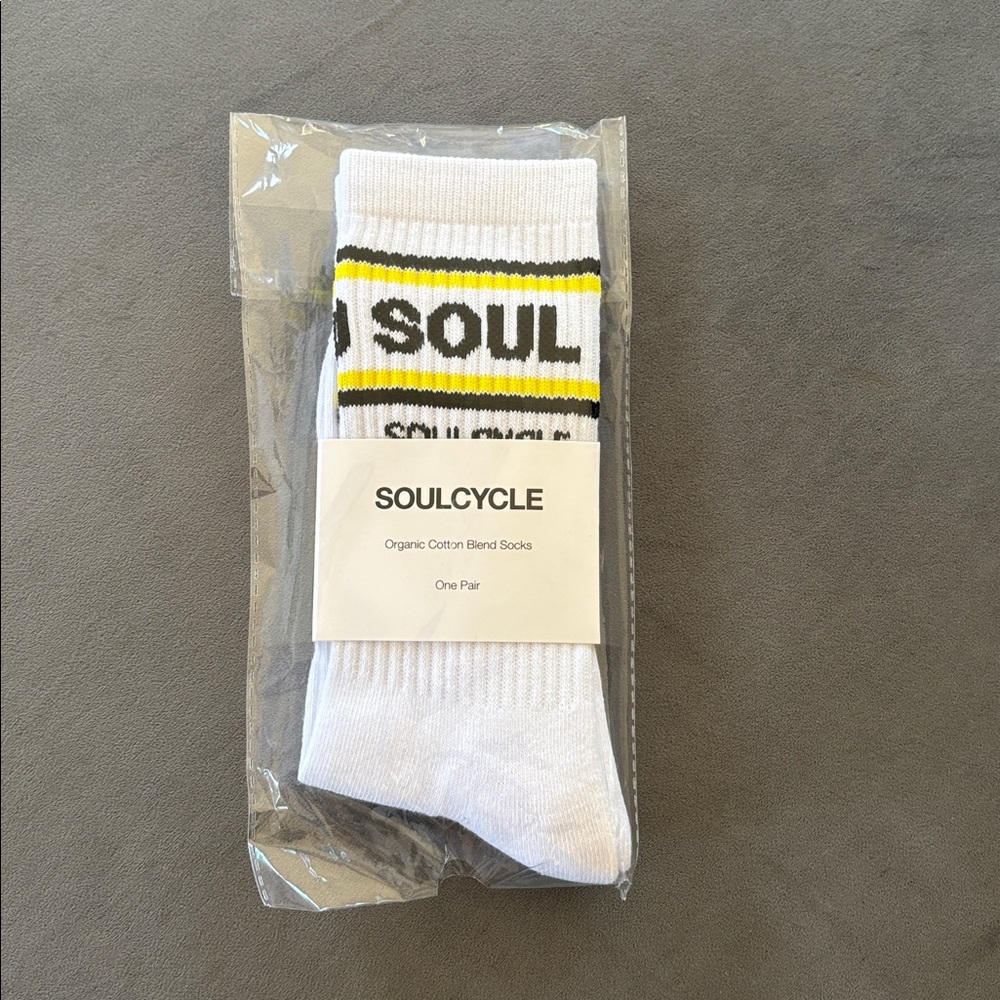 SOUL
SOULCYCLE
Organic Cotton Blend Socks
One Pair